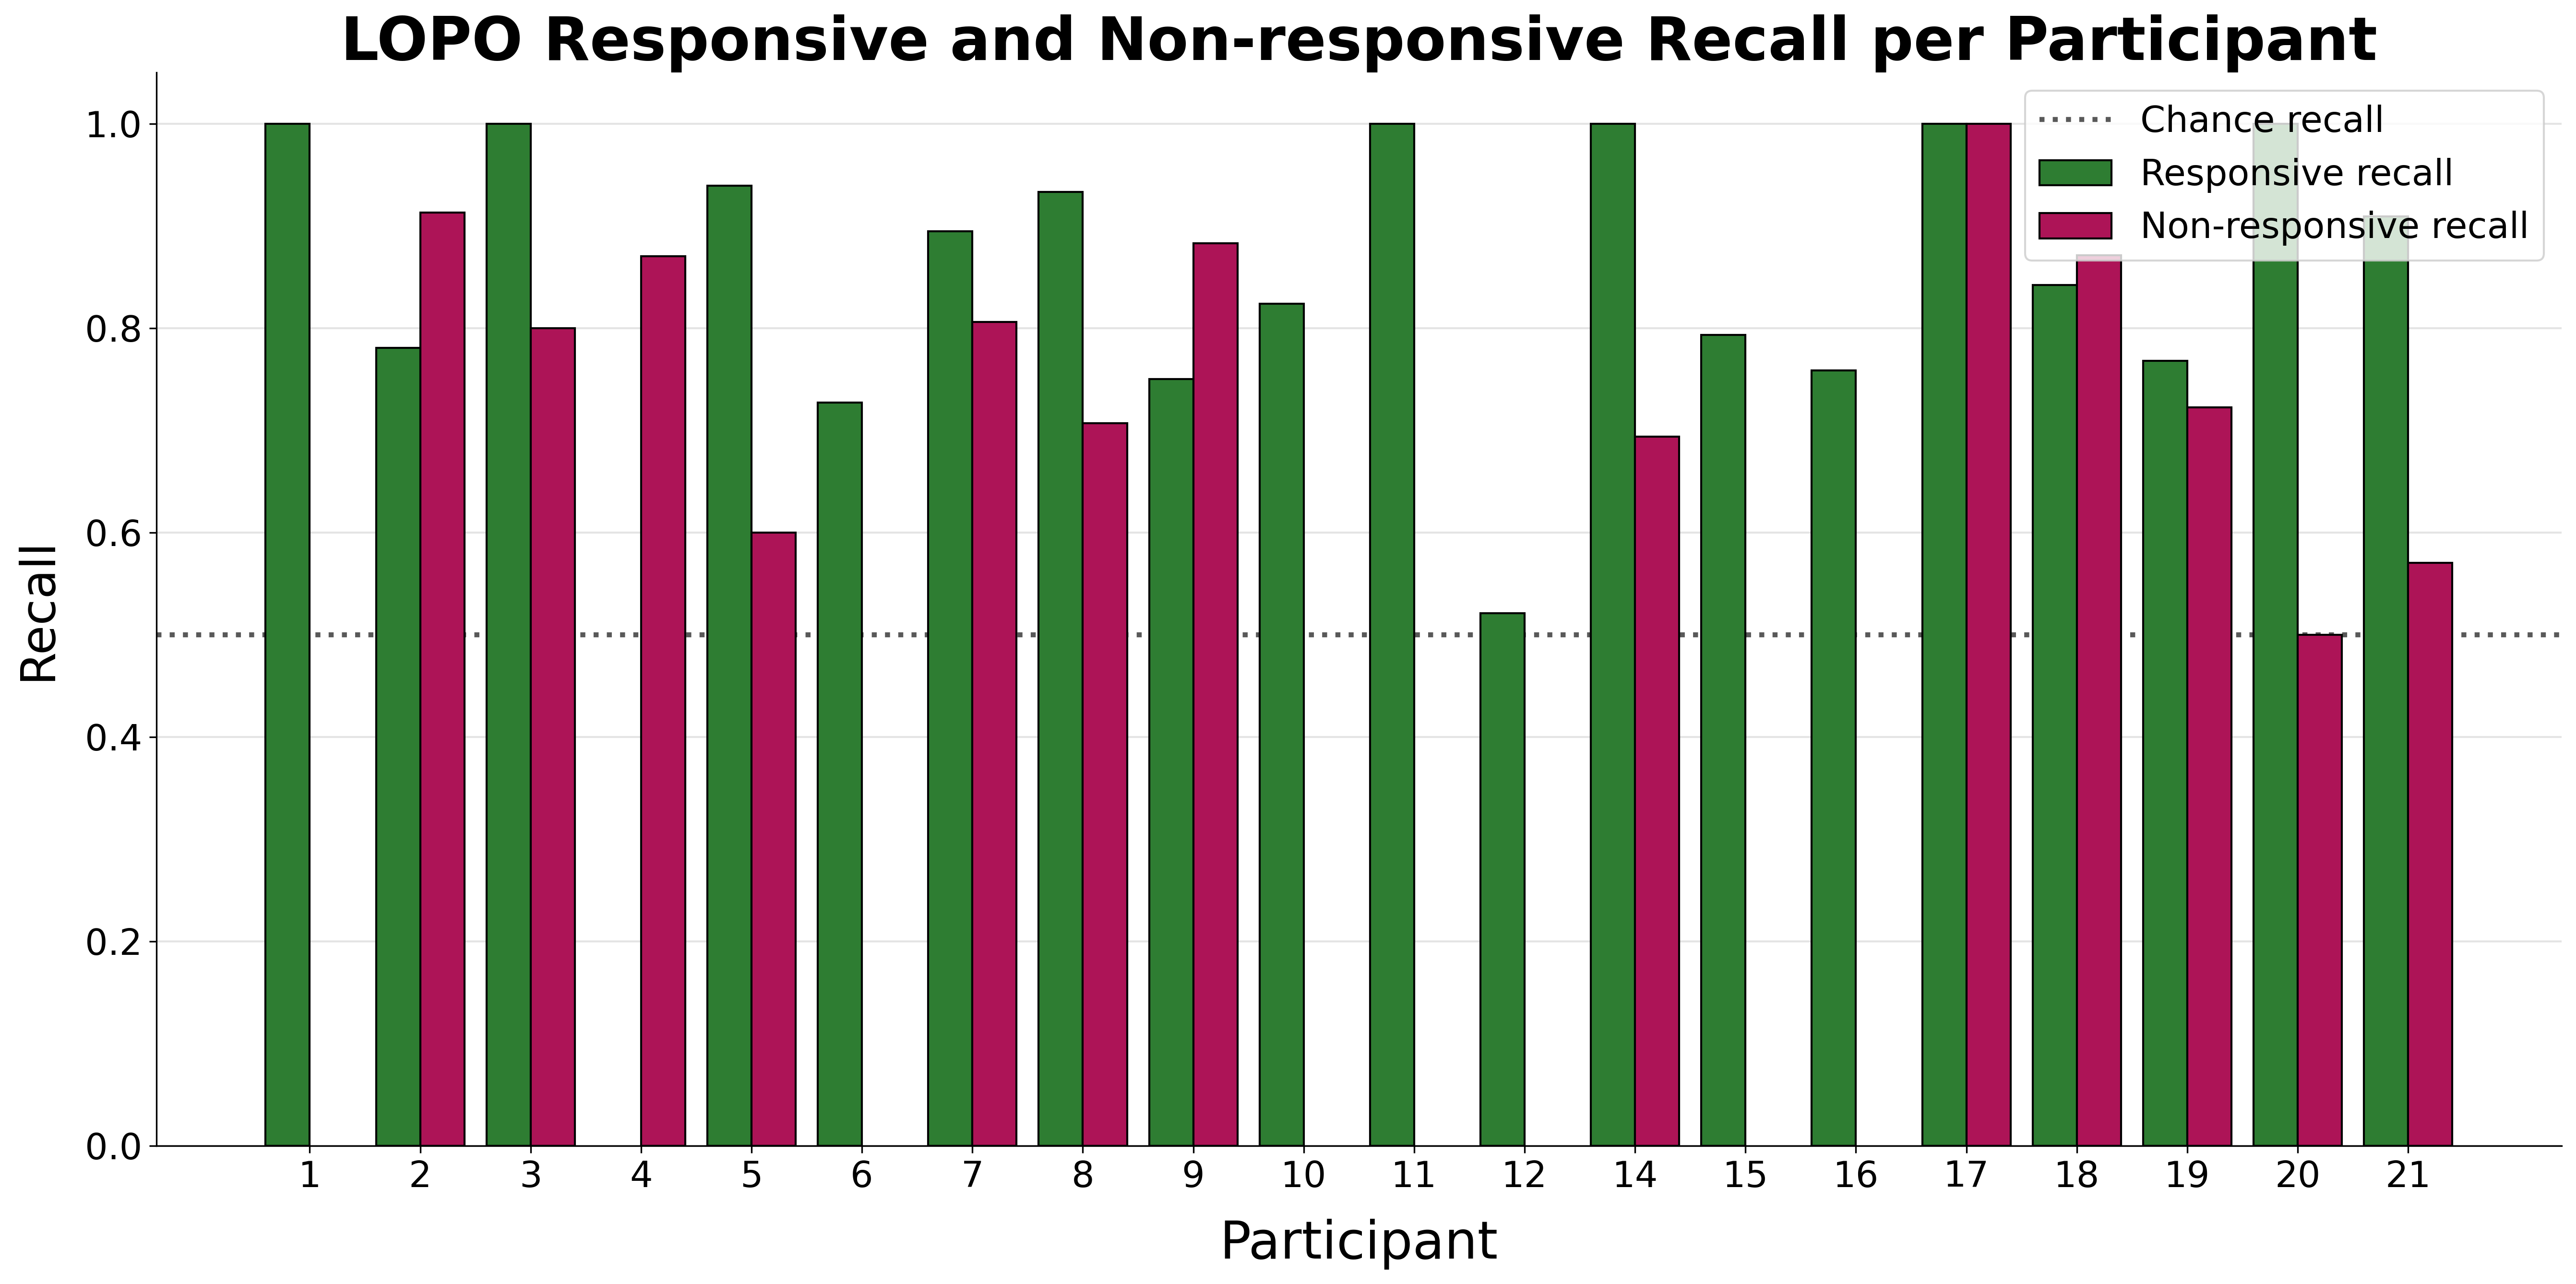 LOPO Responsive and Non-responsive Recall per Participant
Chance recall
Responsive recall
Non-responsive recall
Recall
1.0
0.8
0.6
0.4
0.2
0.0
1 2 3 4 5 6 7 8 9 10 11 12 14 15 16 17 18 19 20 21
Participant